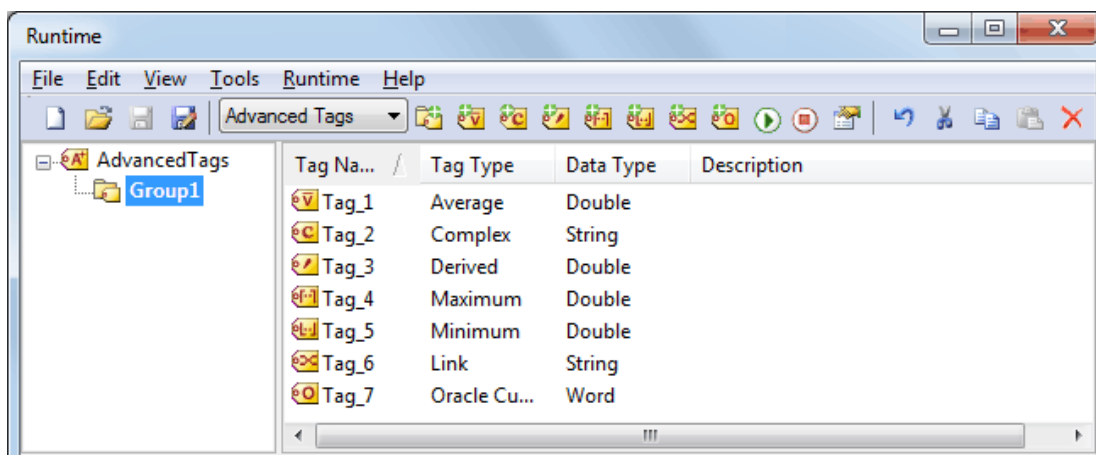 Runtime
File Edit View Tools Runtime Help
Advanced Tags
AdvancedTags
Group1
Tag Na... Tag Type Data Type Description
Tag_1 Average Double
Tag_2 Complex String
Tag_3 Derived Double
Tag_4 Maximum Double
Tag_5 Minimum Double
Tag_6 Link String
Tag_7 Oracle Cu... Word